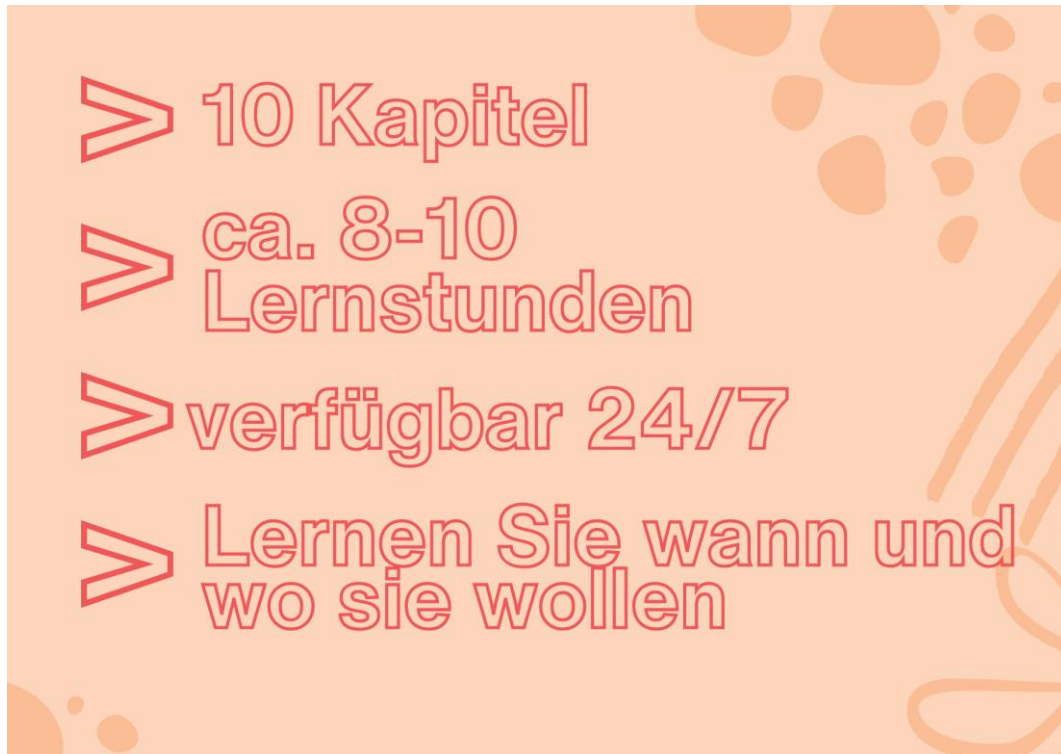 > 10 Kapitel
> ca. 8-10
Lernstunden
> verfügbar 24/7
> Lernen Sie wann und
wo sie wollen